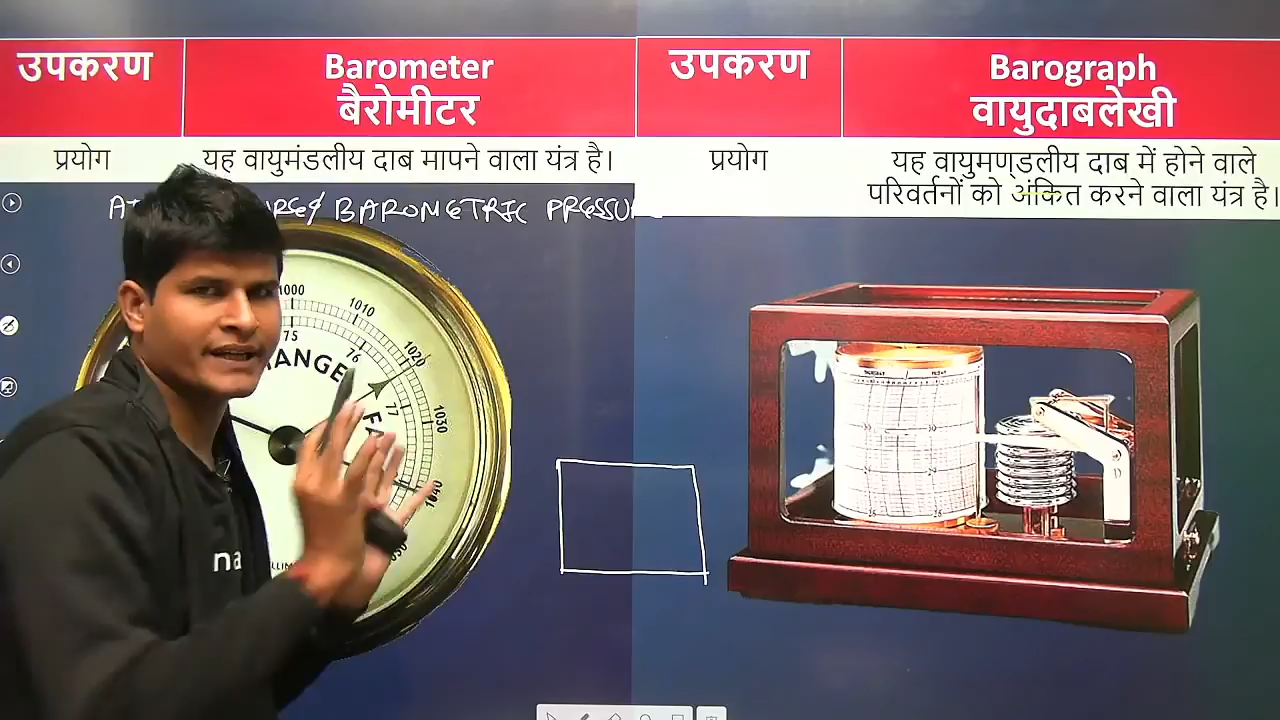 उपकरण
Barometer
बैरोमीटर
प्रयोग
यह वायुमंडलीय दाब मापने वाला यंत्र है।
BAROMETRIC PRESSURE
1000
1010
1020
1030
1040
75
76
77
उपकरण
Barograph
वायुदाबलेखी
प्रयोग
यह वायुमण्डलीय दाब में होने वाले
परिवर्तनों को अंकित करने वाला यंत्र है।